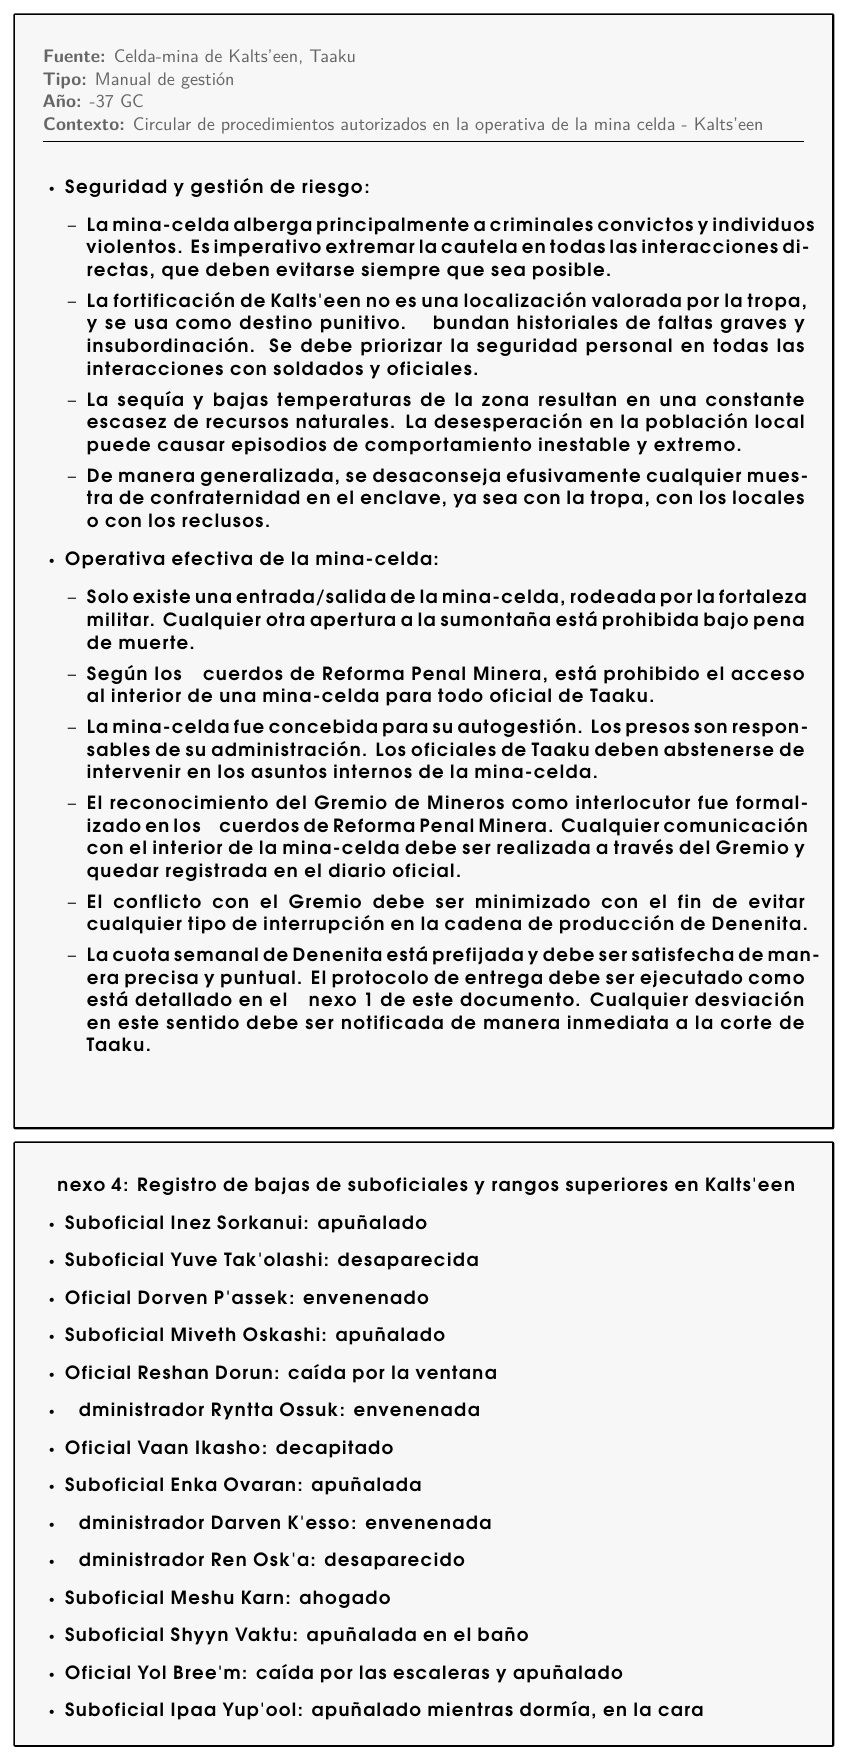 Fuente: Celda-mina de Kalts'een, Taaku
Tipo: Manual de gestión
Año: -37 GC
Contexto: Circular de procedimientos autorizados en la operativa de la mina celda - Kalts'een
• Seguridad y gestión de riesgo:
– La mina-celda alberga principalmente a criminales convictos y individuos
violentos. Es imperativo extremar la cautela en todas las interacciones di-
rectas, que deben evitarse siempre que sea posible.
– La fortificación de Kalts'een no es una localización valorada por la tropa,
y se usa como destino punitivo. bundan historiales de faltas graves y
insubordinación. Se debe priorizar la seguridad personal en todas las
interacciones con soldados y oficiales.
– La sequía y bajas temperaturas de la zona resultan en una constante
escasez de recursos naturales. La desesperación en la población local
puede causar episodios de comportamiento inestable y extremo.
– De manera generalizada, se desaconseja efusivamente cualquier mues-
tra de confraternidad en el enclave, ya sea con la tropa, con los locales
o con los reclusos.
• Operativa efectiva de la mina-celda:
– Solo existe una entrada/salida de la mina-celda, rodeada por la fortaleza
militar. Cualquier otra apertura a la sumontaña está prohibida bajo pena
de muerte.
– Según los cuerdos de Reforma Penal Minera, está prohibido el acceso
al interior de una mina-celda para todo oficial de Taaku.
– La mina-celda fue concebida para su autogestión. Los presos son respon-
sables de su administración. Los oficiales de Taaku deben abstenerse de
intervenir en los asuntos internos de la mina-celda.
– El reconocimiento del Gremio de Mineros como interlocutor fue formal-
izado en los cuerdos de Reforma Penal Minera. Cualquier comunicación
con el interior de la mina-celda debe ser realizada a través del Gremio y
quedar registrada en el diario oficial.
– El conflicto con el Gremio debe ser minimizado con el fin de evitar
cualquier tipo de interrupción en la cadena de producción de Denenita.
– La cuota semanal de Denenita está prefijada y debe ser satisfecha de man-
era precisa y puntual. El protocolo de entrega debe ser ejecutado como
está detallado en el nexo 1 de este documento. Cualquier desviación
en este sentido debe ser notificada de manera inmediata a la corte de
Taaku.
nexo 4: Registro de bajas de suboficiales y rangos superiores en Kalts'een
• Suboficial Inez Sorkanui: apuñalado
• Suboficial Yuve Tak'olashi: desaparecida
• Oficial Dorven P'assek: envenenado
• Suboficial Miveth Oskashi: apuñalado
• Oficial Reshan Dorun: caída por la ventana
• dministrador Ryntta Ossuk: envenenada
• Oficial Vaan Ikasho: decapitado
• Suboficial Enka Ovaran: apuñalada
• dministrador Darven K'esso: envenenada
• dministrador Ren Osk'a: desaparecido
• Suboficial Meshu Karn: ahogado
• Suboficial Shyyn Vaktu: apuñalada en el baño
• Oficial Yol Bree'm: caída por las escaleras y apuñalado
• Suboficial Ipaa Yup'ool: apuñalado mientras dormía, en la cara